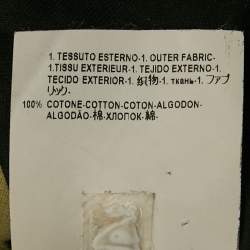 1. TESSUTO ESTERNO-1. OUTER FABRIC-
1.TISSU EXTERIEUR-1. TEJIDO EXTERNO-1.
TECIDO EXTERIOR-1. 织物-1. ткань-1. ファブ
リック-
100% COTONE-COTTON-COTON-ALGODON-
ALGODÃO-棉-ХЛОПОК-綿-